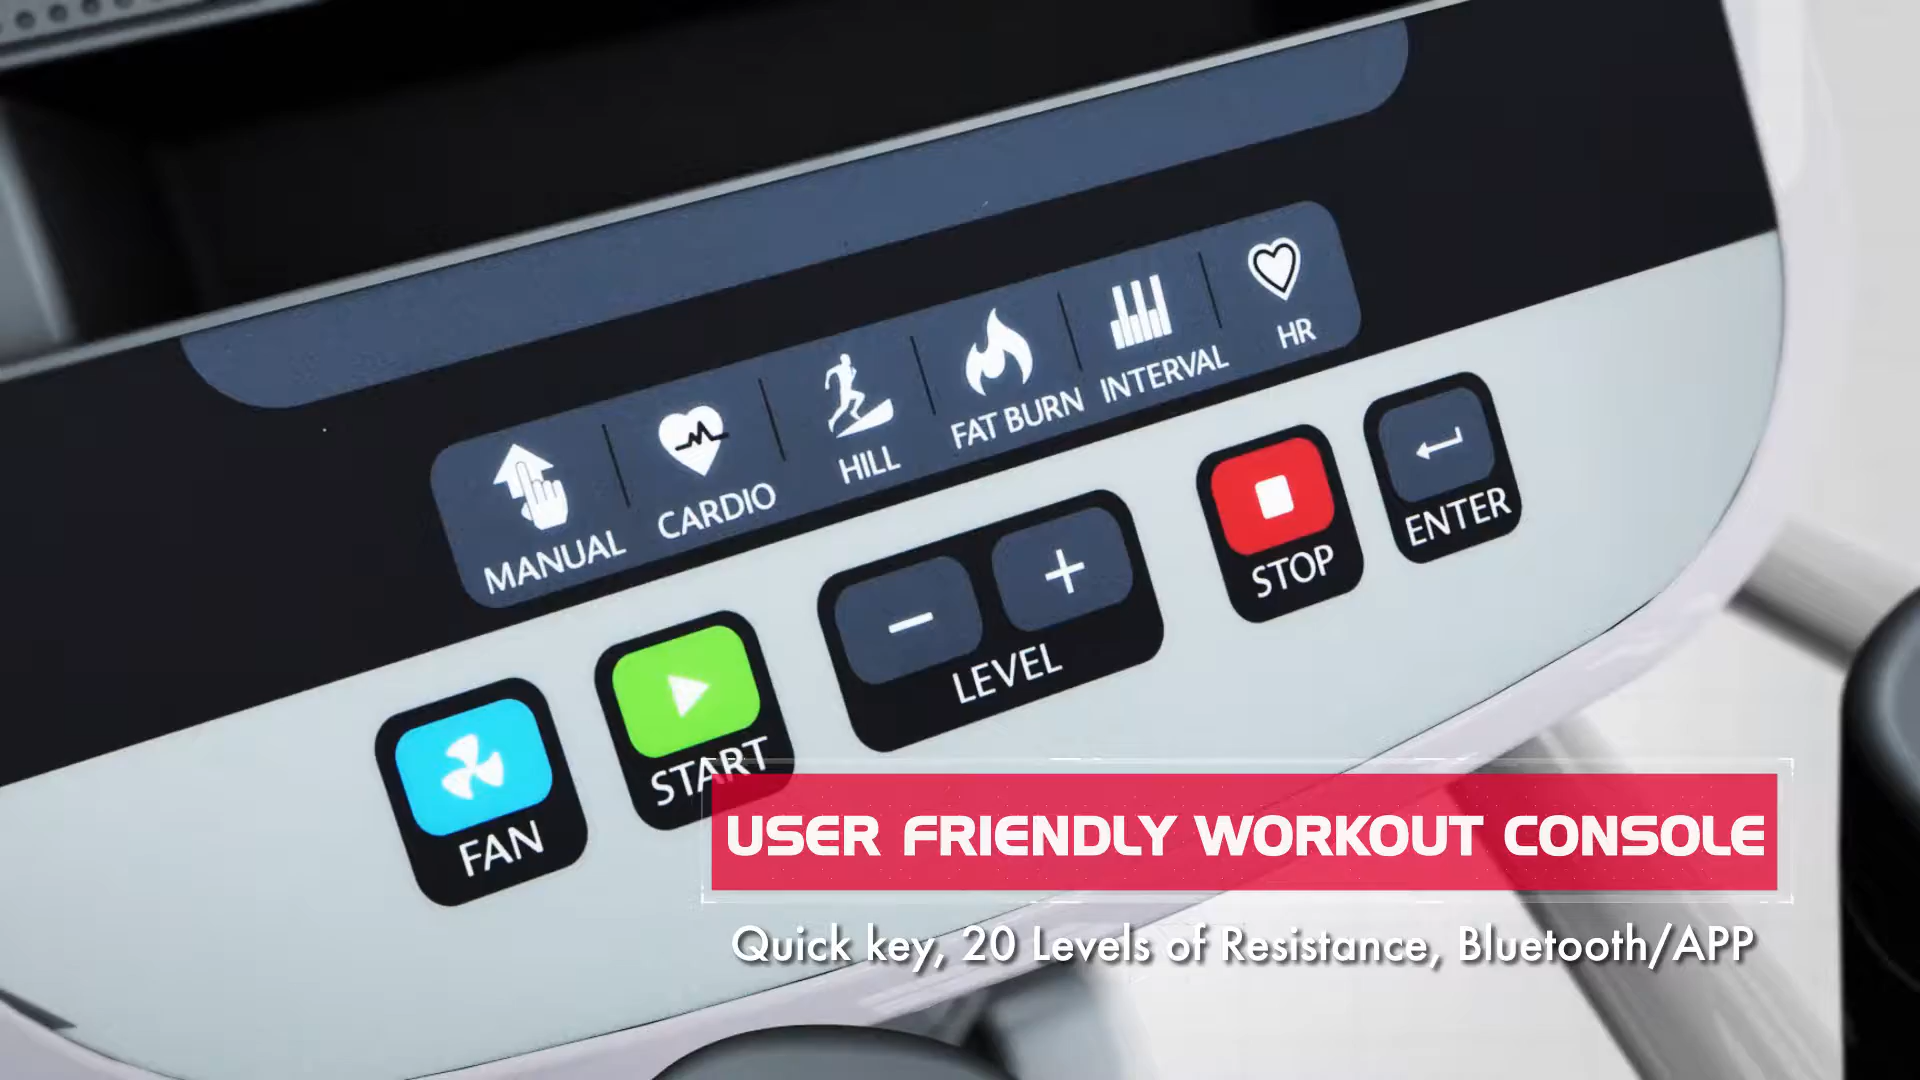 MANUAL
CARDIO
HILL
FAT BURN
INTERVAL
HR
FAN
START
LEVEL
STOP
ENTER
USER FRIENDLY WORKOUT CONSOLE
Quick key, 20 Levels of Resistance, Bluetooth/APP